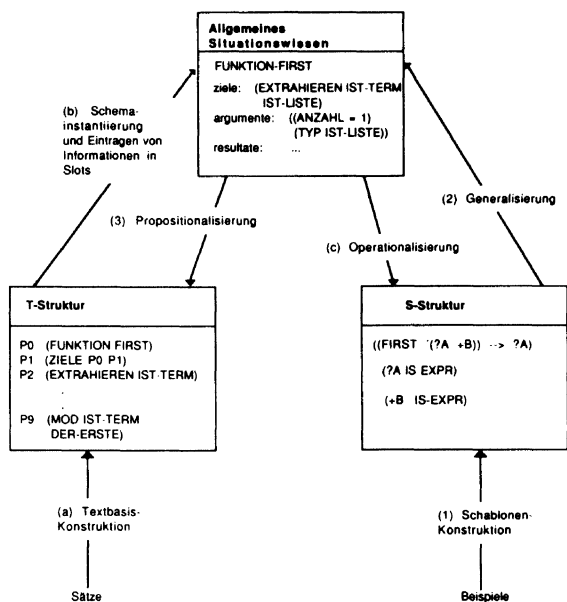 Allgemeines
Situationswissen
FUNKTION-FIRST
ziele: (EXTRAHIEREN IST-TERM
IST-LISTE)
argumente: ((ANZAHL = 1)
(TYP IST-LISTE))
resultate: ...
(b) Schema-
instantiierung
und Eintragen von
Informationen in
Slots
(2) Generalisierung
(3) Propositionalisierung
(c) Operationalisierung
T-Struktur
P0 (FUNKTION FIRST)
P1 (ZIELE P0 P1)
P2 (EXTRAHIEREN IST-TERM)
.
.
P9 (MOD IST-TERM
DER-ERSTE)
S-Struktur
((FIRST '(?A +B)) --> ?A)
(?A IS EXPR)
(+B IS-EXPR)
(a) Textbasis-
Konstruktion
(1) Schablonen-
Konstruktion
Sätze
Beispiele